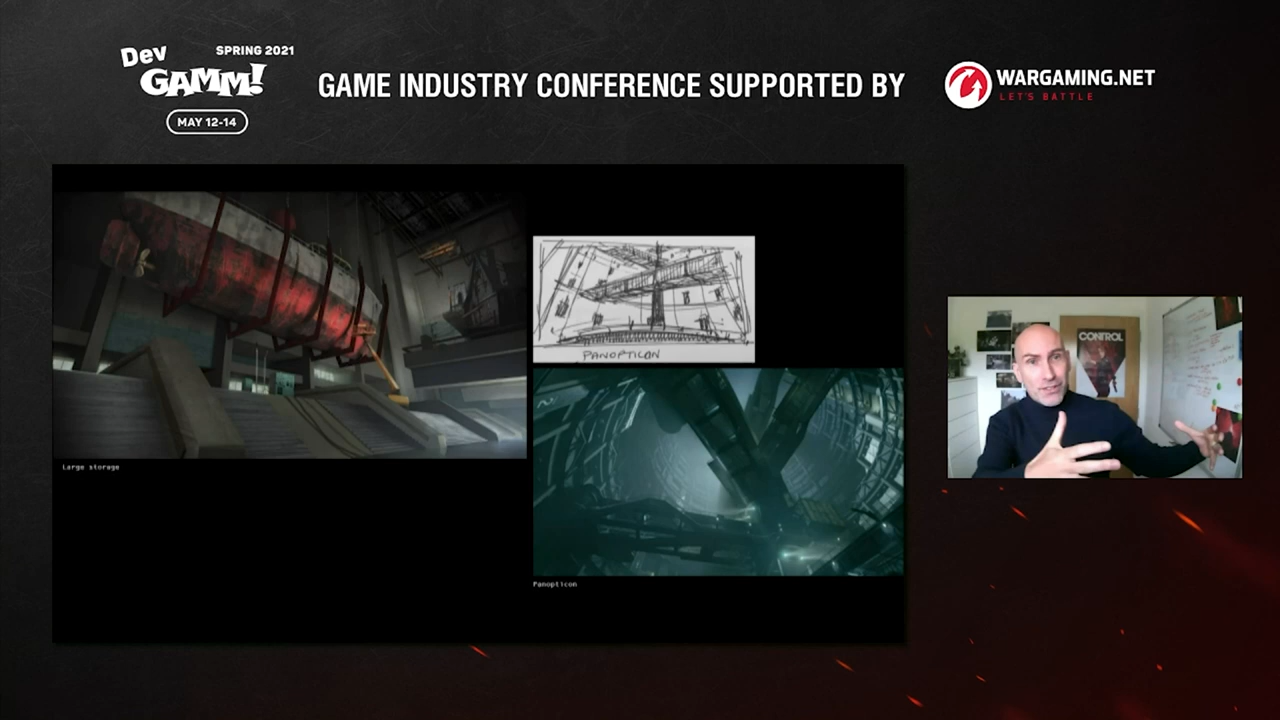 Dev
GAMM!
SPRING 2021
MAY 12-14
GAME INDUSTRY CONFERENCE SUPPORTED BY
WARGAMING.NET
LET'S BATTLE
PANOPTICON
CONTROL
Large storage
Panopticon